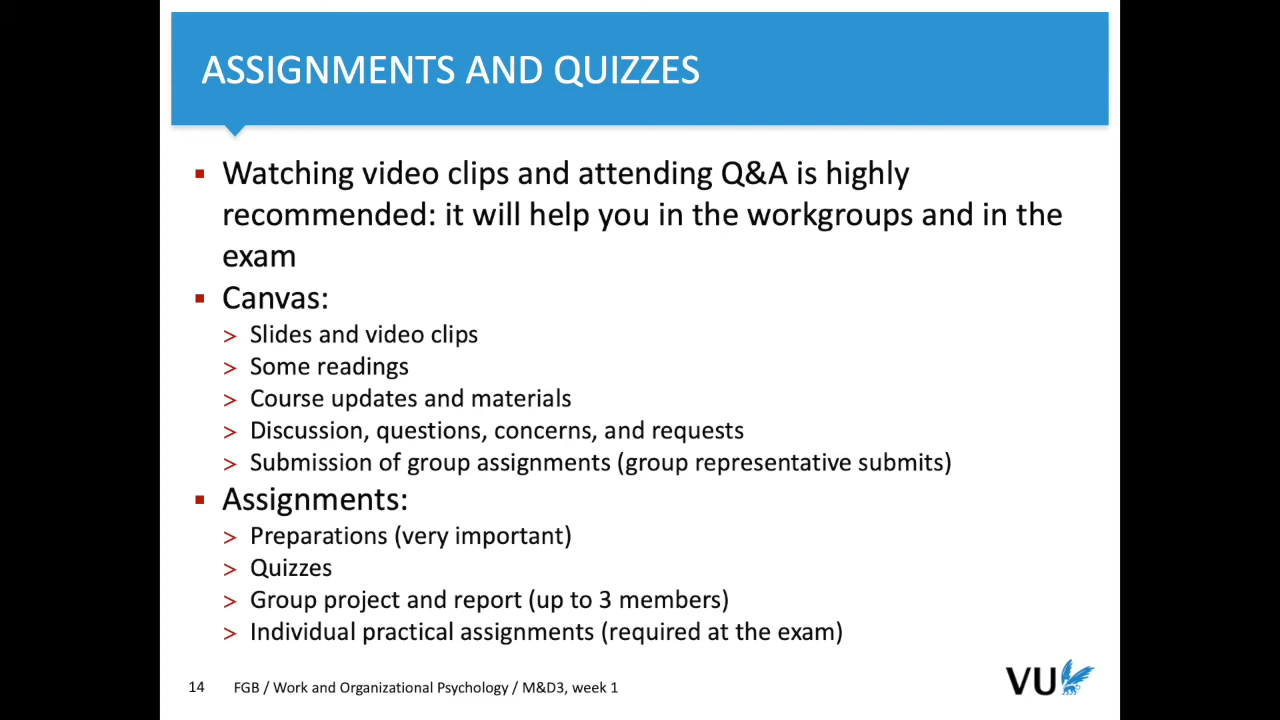 ASSIGNMENTS AND QUIZZES
▪ Watching video clips and attending Q&A is highly
recommended: it will help you in the workgroups and in the
exam
▪ Canvas:
> Slides and video clips
> Some readings
> Course updates and materials
> Discussion, questions, concerns, and requests
> Submission of group assignments (group representative submits)
▪ Assignments:
> Preparations (very important)
> Quizzes
> Group project and report (up to 3 members)
> Individual practical assignments (required at the exam)
14 FGB / Work and Organizational Psychology / M&D3, week 1
VU